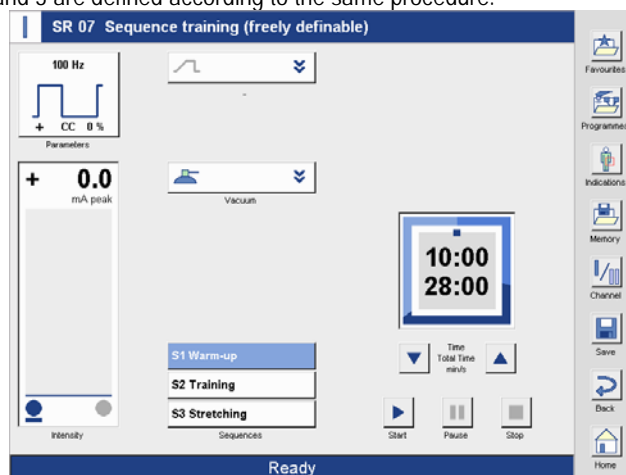 and 3 are defined according to the same procedure.
SR 07 Sequence training (freely definable)
100 Hz
+ CC 0 %
Parameters
-
+ 0.0
mA peak
Vacuum
10:00
28:00
S1 Warm-up
S2 Training
S3 Stretching
Time
Total Time
min/s
Intensity
Sequences
Start
Pause
Stop
Ready
Favourites
Programmes
Indications
Memory
Channel
Save
Back
Home